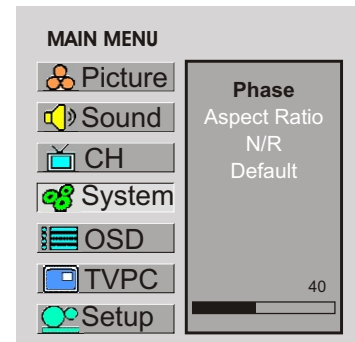 MAIN MENU
Picture
Sound
CH
System
OSD
TVPC
Setup
Phase
Aspect Ratio
N/R
Default
40